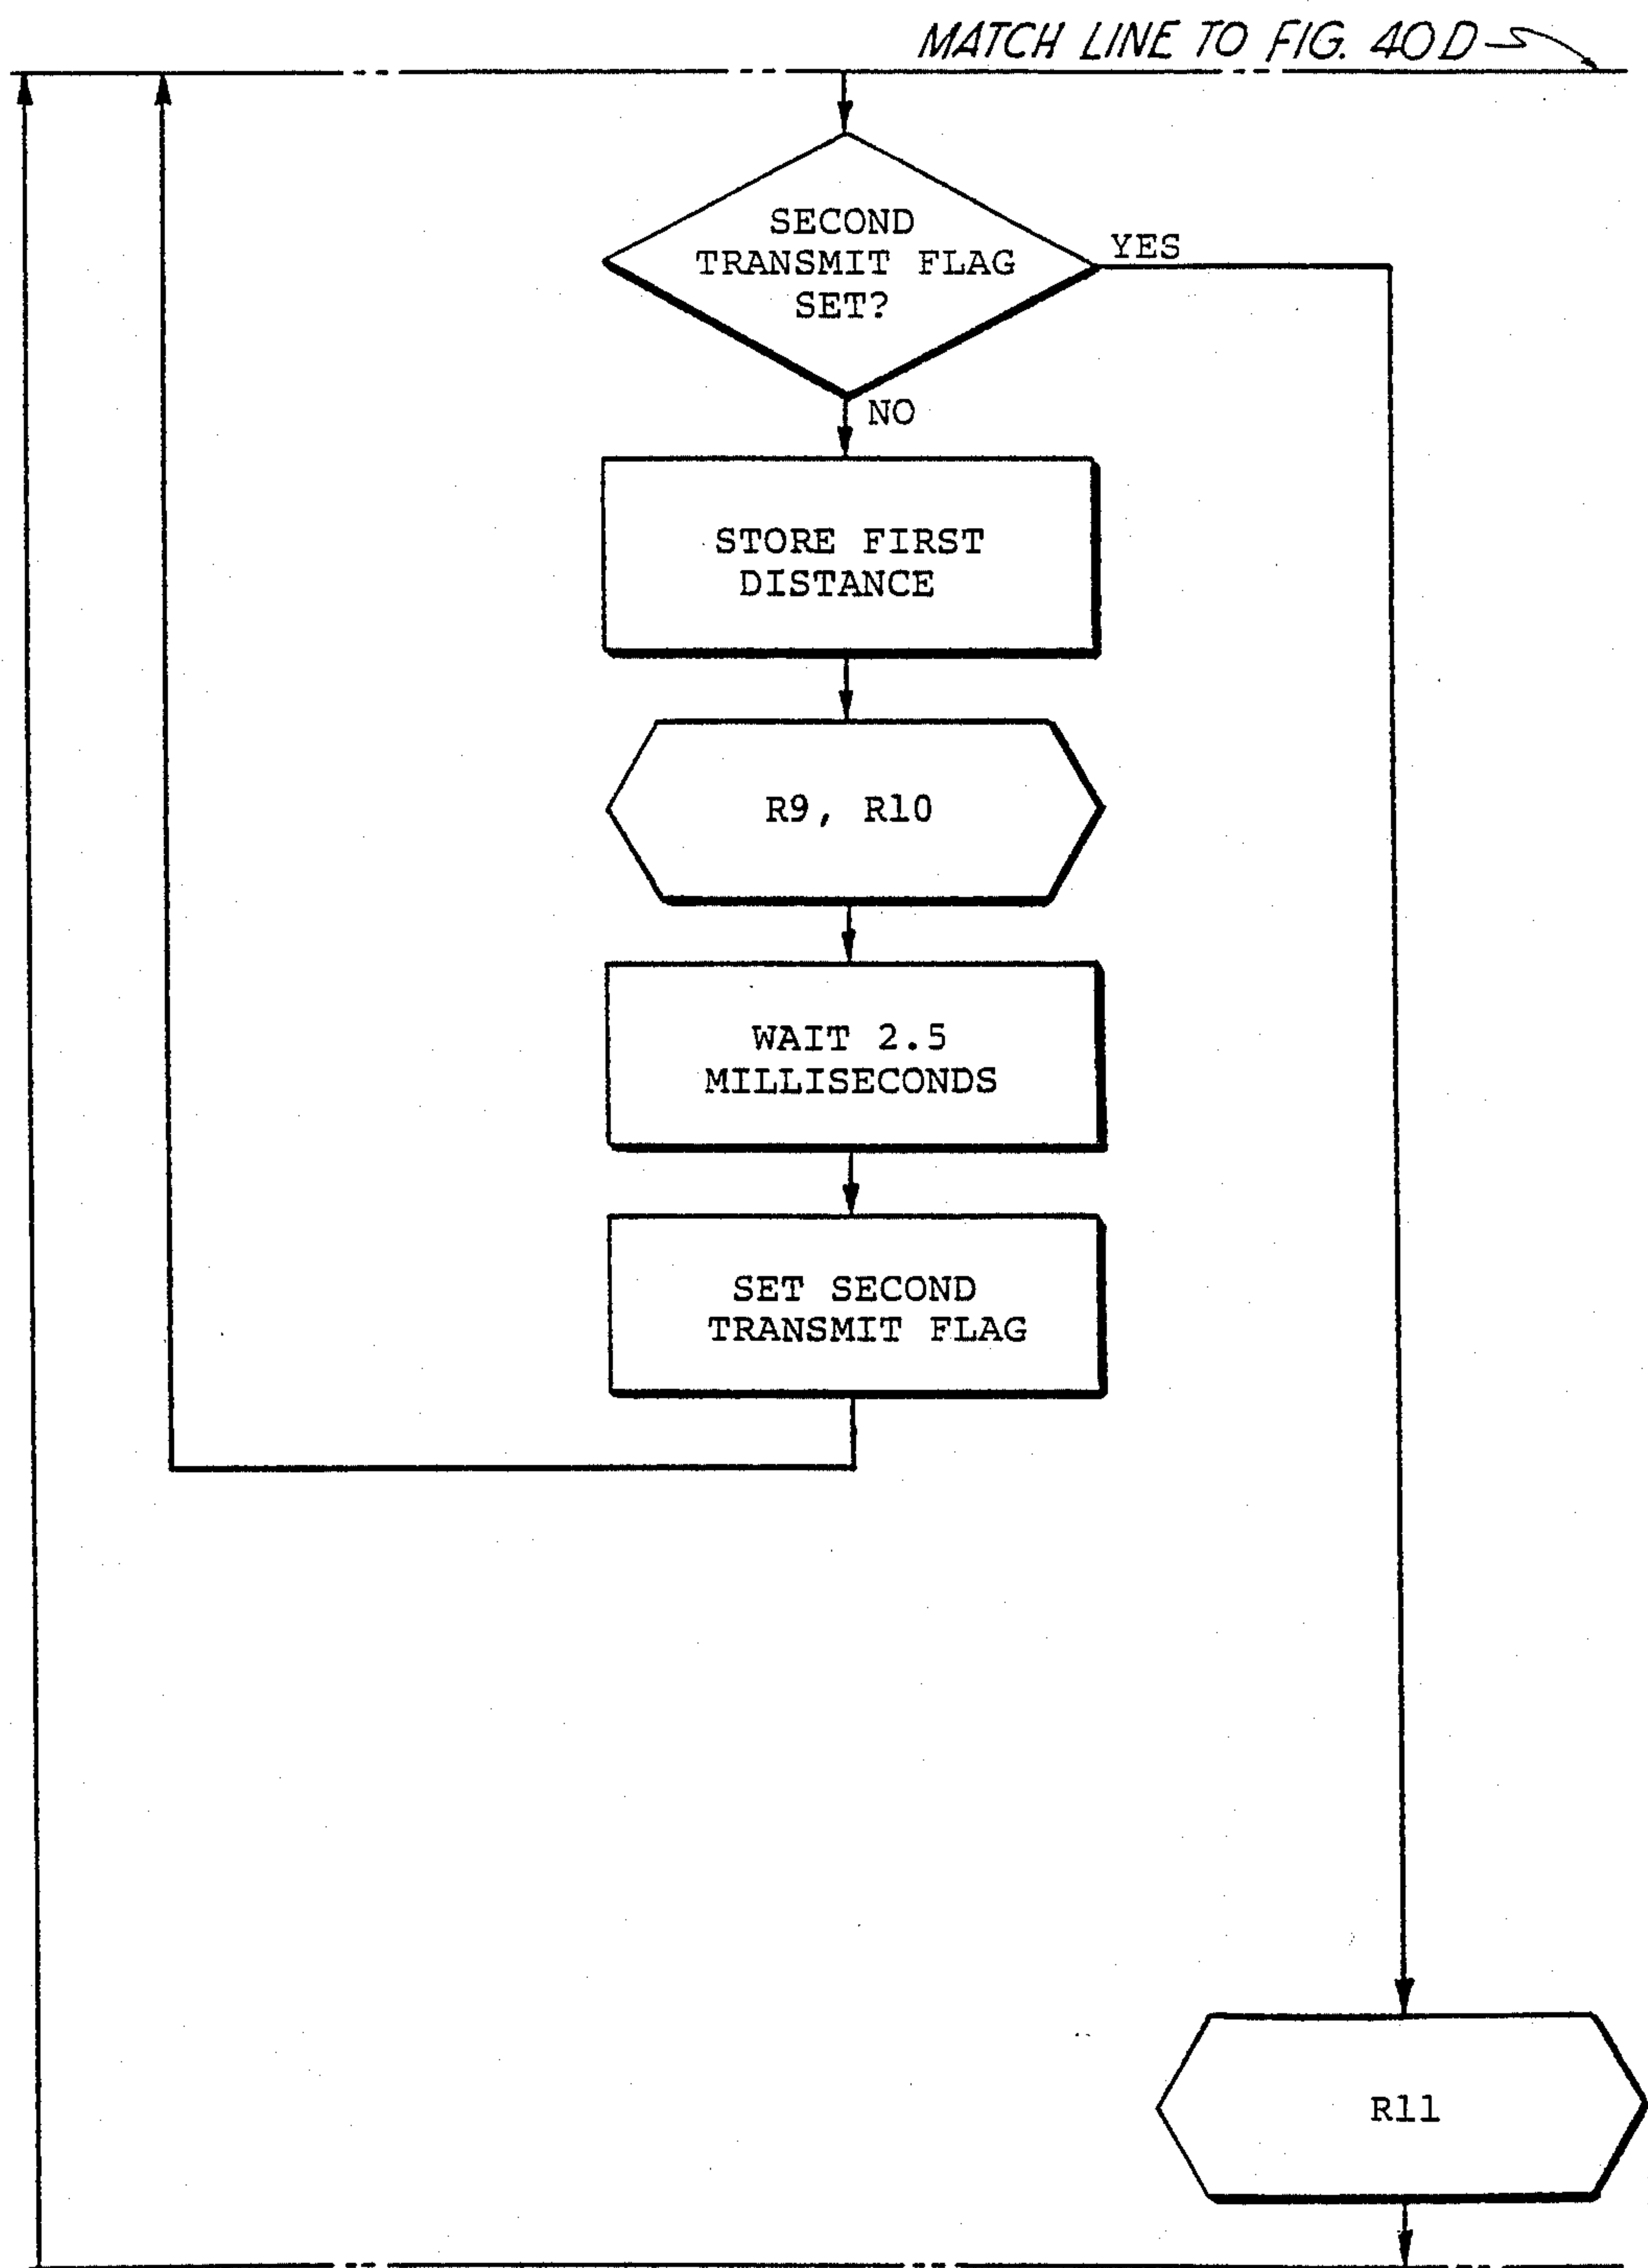 MATCH LINE TO FIG. 40D
SECOND
TRANSMIT FLAG
SET?
YES
NO
STORE FIRST
DISTANCE
R9, R10
WAIT 2.5
MILLISECONDS
SET SECOND
TRANSMIT FLAG
R11